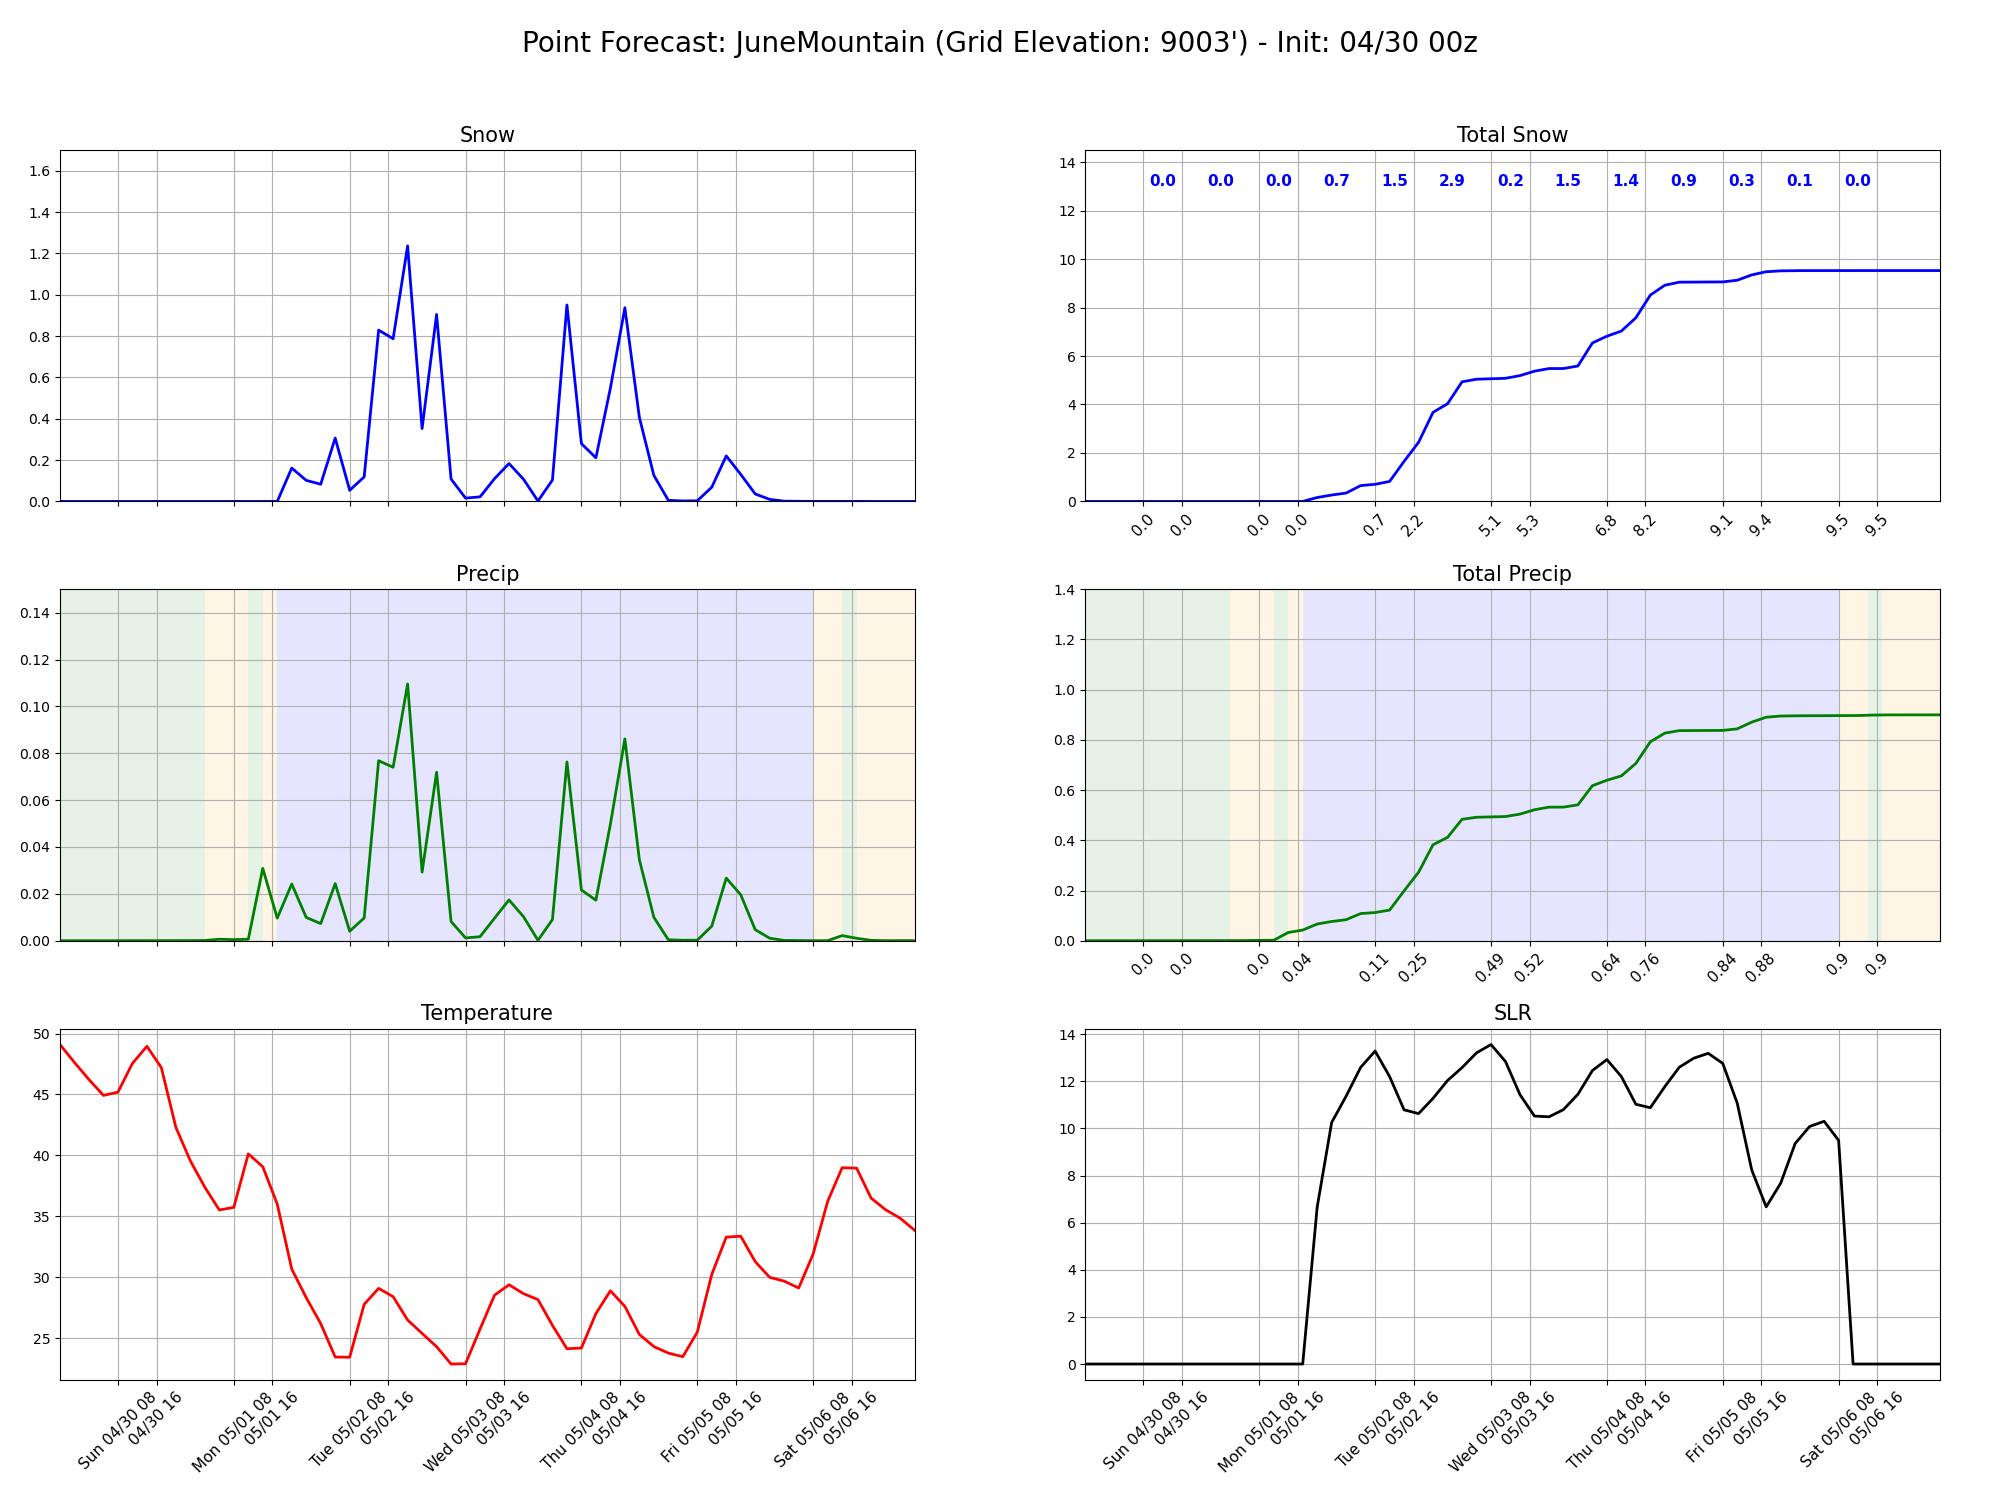 Point Forecast: JuneMountain (Grid Elevation: 9003') - Init: 04/30 00z
Snow
1.6
1.4
1.2
1.0
0.8
0.6
0.4
0.2
0.0
Total Snow
14
12
10
8
6
4
2
0
0.0 0.0 0.0 0.7 1.5 2.9 0.2 1.5 1.4 0.9 0.3 0.1 0.0
0.0 0.0 0.0 0.0 0.7 2.2 5.1 5.3 6.8 8.2 9.1 9.4 9.5 9.5
Precip
0.14
0.12
0.10
0.08
0.06
0.04
0.02
0.00
Total Precip
1.4
1.2
1.0
0.8
0.6
0.4
0.2
0.0
0.0 0.0 0.0 0.04 0.11 0.25 0.49 0.52 0.64 0.76 0.84 0.88 0.9 0.9
Temperature
50
45
40
35
30
25
Sun 04/30 08
04/30 16
Mon 05/01 08
05/01 16
Tue 05/02 08
05/02 16
Wed 05/03 08
05/03 16
Thu 05/04 08
05/04 16
Fri 05/05 08
05/05 16
Sat 05/06 08
05/06 16
SLR
14
12
10
8
6
4
2
0
Sun 04/30 08
04/30 16
Mon 05/01 08
05/01 16
Tue 05/02 08
05/02 16
Wed 05/03 08
05/03 16
Thu 05/04 08
05/04 16
Fri 05/05 08
05/05 16
Sat 05/06 08
05/06 16